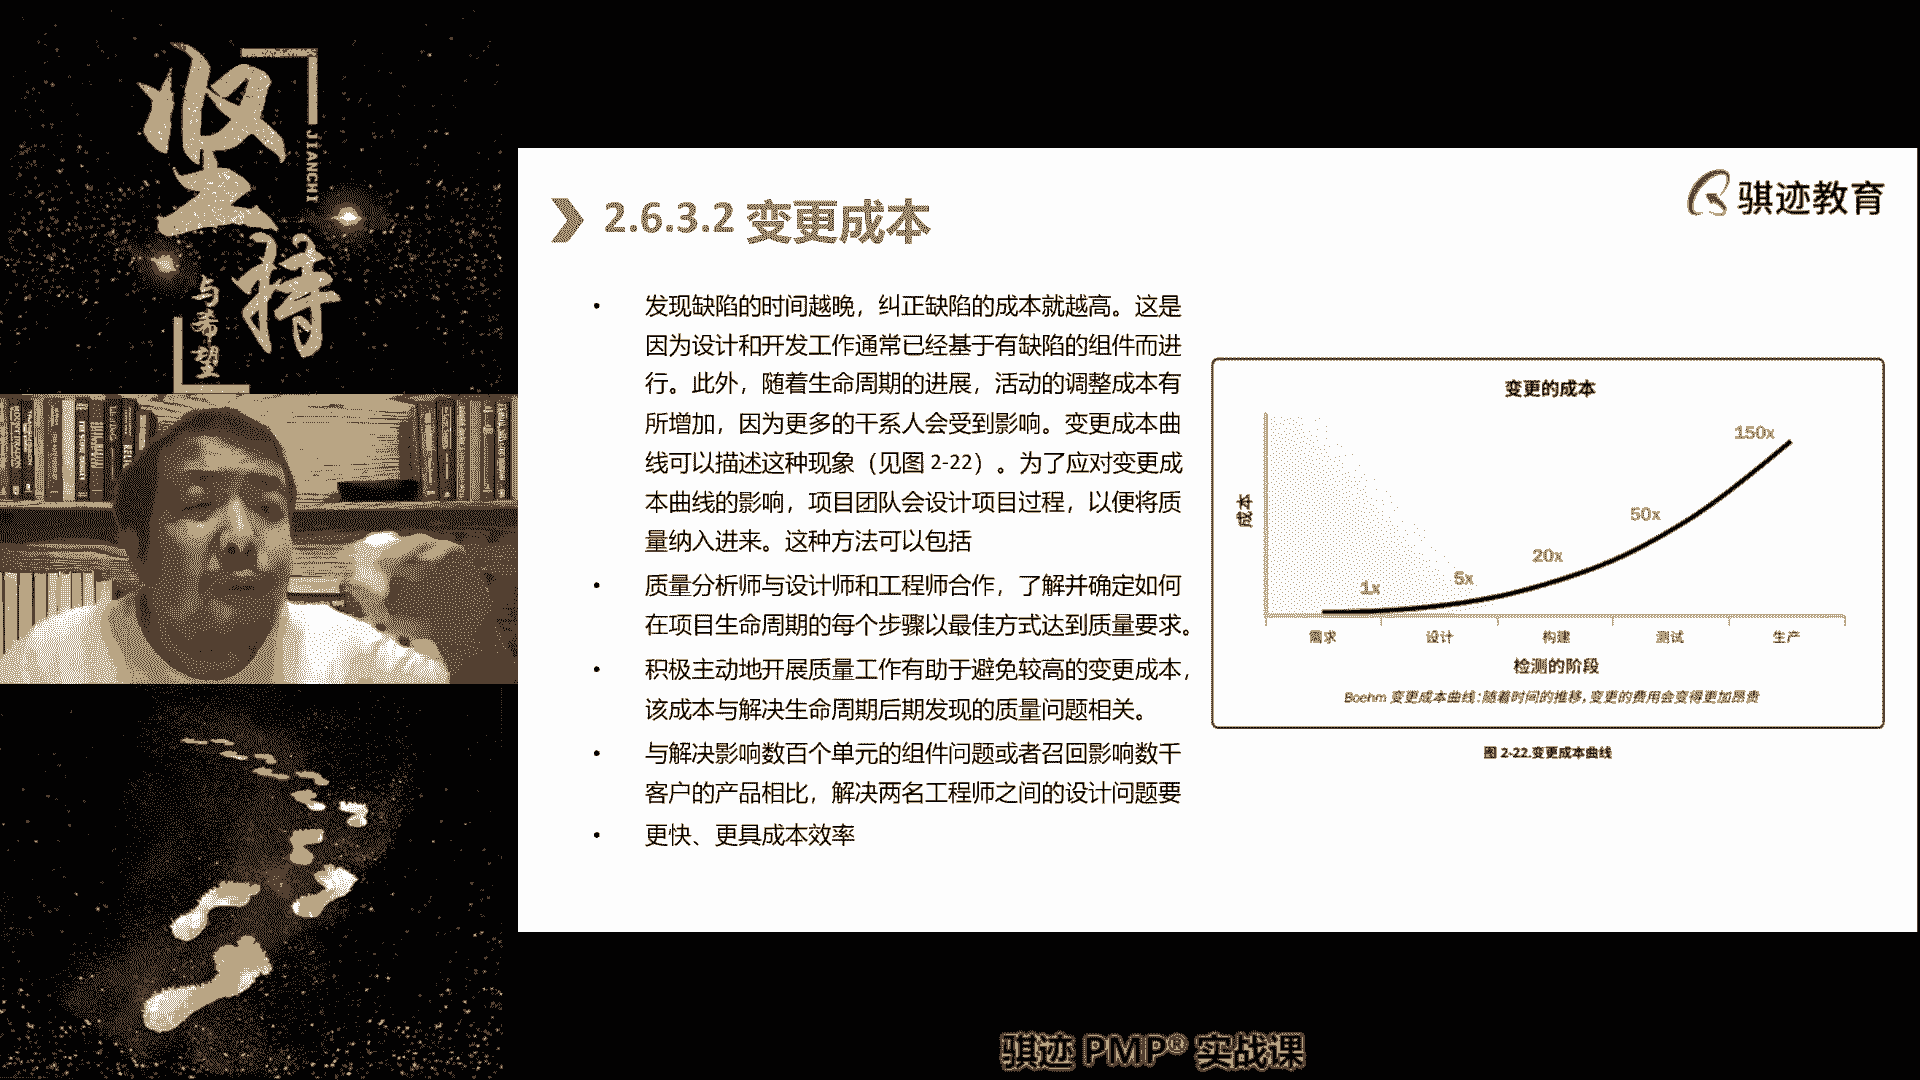 坚持
JIANCHI
与希望
骐迹教育
2.6.3.2 变更成本
• 发现缺陷的时间越晚，纠正缺陷的成本就越高。这是
因为设计和开发工作通常已经基于有缺陷的组件而进
行。此外，随着生命周期的进展，活动的调整成本有
所增加，因为更多的干系人会受到影响。变更成本曲
线可以描述这种现象（见图 2-22）。为了应对变更成
本曲线的影响，项目团队会设计项目过程，以便将质
量纳入进来。这种方法可以包括
• 质量分析师与设计师和工程师合作，了解并确定如何
在项目生命周期的每个步骤以最佳方式达到质量要求。
• 积极主动地开展质量工作有助于避免较高的变更成本，
该成本与解决生命周期后期发现的质量问题相关。
• 与解决影响数百个单元的组件问题或者召回影响数千
客户的产品相比，解决两名工程师之间的设计问题要
• 更快、更具成本效率
变更的成本
成本
1x
5x
20x
50x
150x
需求 设计 构建 测试 生产
检测的阶段
Boehm 变更成本曲线：随着时间的推移，变更的费用会变得更加昂贵
图 2-22.变更成本曲线
骐迹 PMP® 实战课